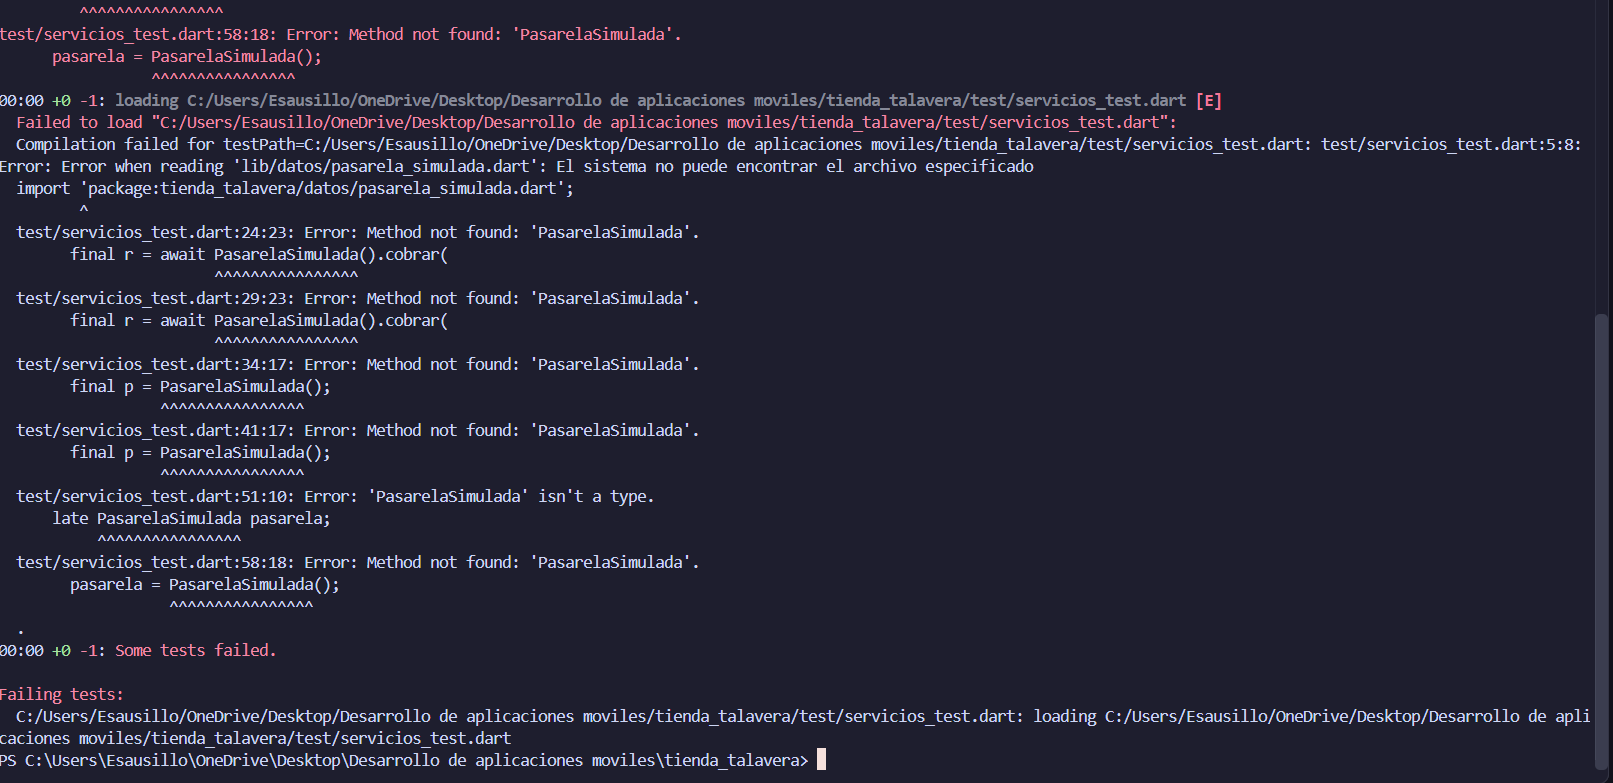 ^^^^^^^^^^^^^^^^
test/servicios_test.dart:58:18: Error: Method not found: 'PasarelaSimulada'.
pasarela = PasarelaSimulada();
^^^^^^^^^^^^^^^^
00:00 +0 -1: loading C:/Users/Esausillo/OneDrive/Desktop/Desarrollo de aplicaciones moviles/tienda_talavera/test/servicios_test.dart [E]
Failed to load "C:/Users/Esausillo/OneDrive/Desktop/Desarrollo de aplicaciones moviles/tienda_talavera/test/servicios_test.dart":
Compilation failed for testPath=C:/Users/Esausillo/OneDrive/Desktop/Desarrollo de aplicaciones moviles/tienda_talavera/test/servicios_test.dart: test/servicios_test.dart:5:8:
Error: Error when reading 'lib/datos/pasarela_simulada.dart': El sistema no puede encontrar el archivo especificado
import 'package:tienda_talavera/datos/pasarela_simulada.dart';
^
test/servicios_test.dart:24:23: Error: Method not found: 'PasarelaSimulada'.
final r = await PasarelaSimulada().cobrar(
^^^^^^^^^^^^^^^^
test/servicios_test.dart:29:23: Error: Method not found: 'PasarelaSimulada'.
final r = await PasarelaSimulada().cobrar(
^^^^^^^^^^^^^^^^
test/servicios_test.dart:34:17: Error: Method not found: 'PasarelaSimulada'.
final p = PasarelaSimulada();
^^^^^^^^^^^^^^^^
test/servicios_test.dart:41:17: Error: Method not found: 'PasarelaSimulada'.
final p = PasarelaSimulada();
^^^^^^^^^^^^^^^^
test/servicios_test.dart:51:10: Error: 'PasarelaSimulada' isn't a type.
late PasarelaSimulada pasarela;
^^^^^^^^^^^^^^^^
test/servicios_test.dart:58:18: Error: Method not found: 'PasarelaSimulada'.
pasarela = PasarelaSimulada();
^^^^^^^^^^^^^^^^
.
00:00 +0 -1: Some tests failed.
Failing tests:
C:/Users/Esausillo/OneDrive/Desktop/Desarrollo de aplicaciones moviles/tienda_talavera/test/servicios_test.dart: loading C:/Users/Esausillo/OneDrive/Desktop/Desarrollo de apli
caciones moviles/tienda_talavera/test/servicios_test.dart
PS C:\Users\Esausillo\OneDrive\Desktop\Desarrollo de aplicaciones moviles\tienda_talavera>